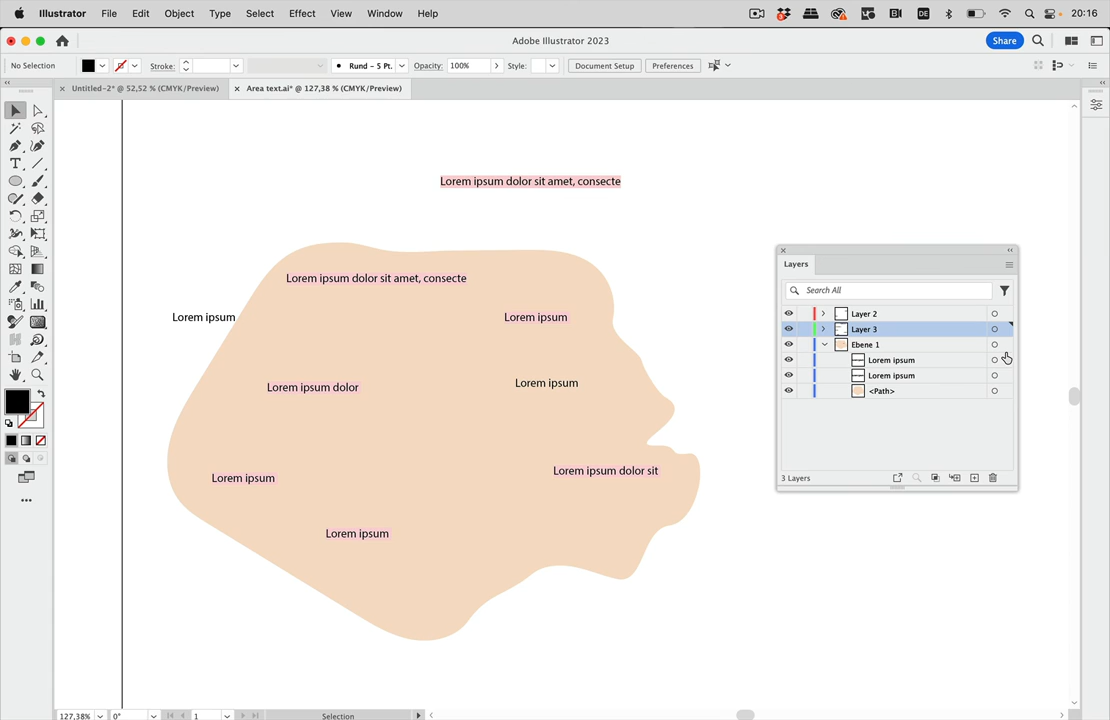 Illustrator File Edit Object Type Select Effect View Window Help DE 20:16
Adobe Illustrator 2023 Share
No Selection Stroke: Rund - 5 Pt. Opacity: 100% Style: Document Setup Preferences
Untitled-2* @ 52,52 % (CMYK/Preview) Area text.ai* @ 127,38 % (CMYK/Preview)
Lorem ipsum dolor sit amet, consecte
Lorem ipsum dolor sit amet, consecte
Lorem ipsum
Lorem ipsum
Lorem ipsum dolor
Lorem ipsum
Lorem ipsum dolor sit
Lorem ipsum
Lorem ipsum
Layers
Search All
Layer 2
Layer 3
Ebene 1
Lorem ipsum
Lorem ipsum
<Path>
3 Layers
127,38% 0° 1 Selection